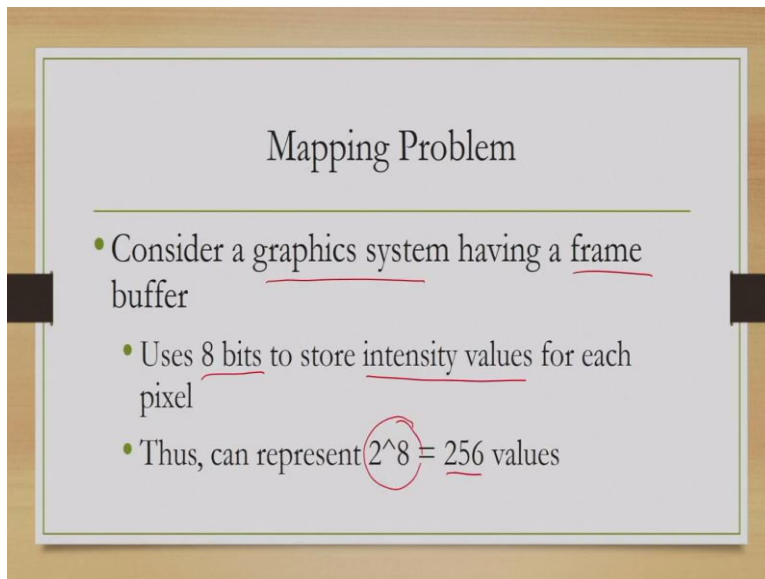 Mapping Problem
• Consider a graphics system having a frame
buffer
• Uses 8 bits to store intensity values for each
pixel
• Thus, can represent 2^8 = 256 values